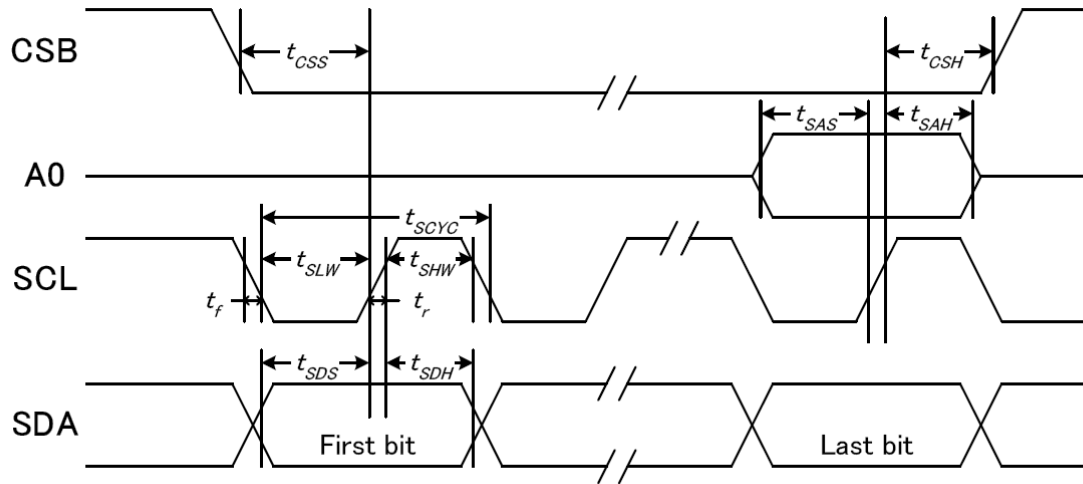 CSB
tCSS
tCSH
tSAS
tSAH
A0
tSCYC
SCL
tSLW
tSHW
tf
tr
tSDS
tSDH
SDA
First bit
Last bit